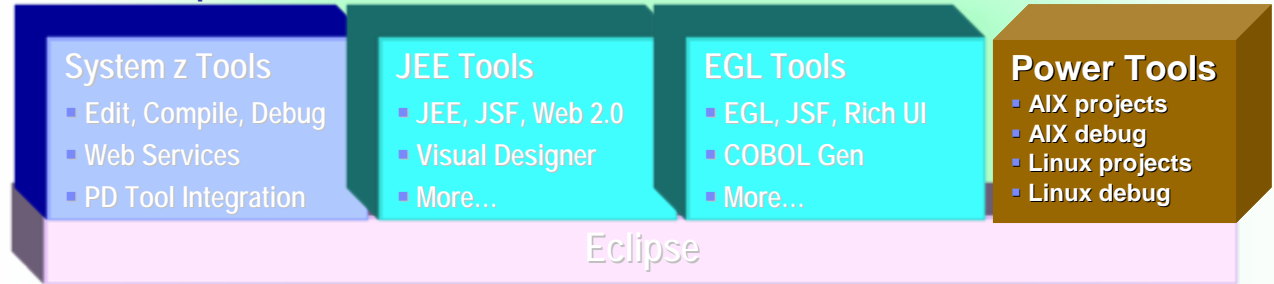 System z Tools
▪ Edit, Compile, Debug
▪ Web Services
▪ PD Tool Integration
JEE Tools
▪ JEE, JSF, Web 2.0
▪ Visual Designer
▪ More...
EGL Tools
▪ EGL, JSF, Rich UI
▪ COBOL Gen
▪ More...
Power Tools
▪ AIX projects
▪ AIX debug
▪ Linux projects
▪ Linux debug
Eclipse